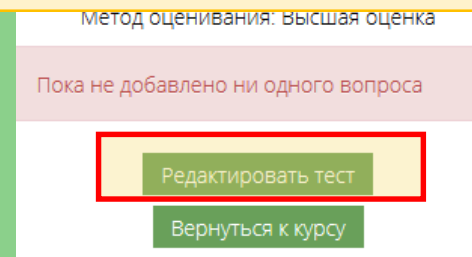 Метод оценивания: Высшая оценка
Пока не добавлено ни одного вопроса
Редактировать тест
Вернуться к курсу